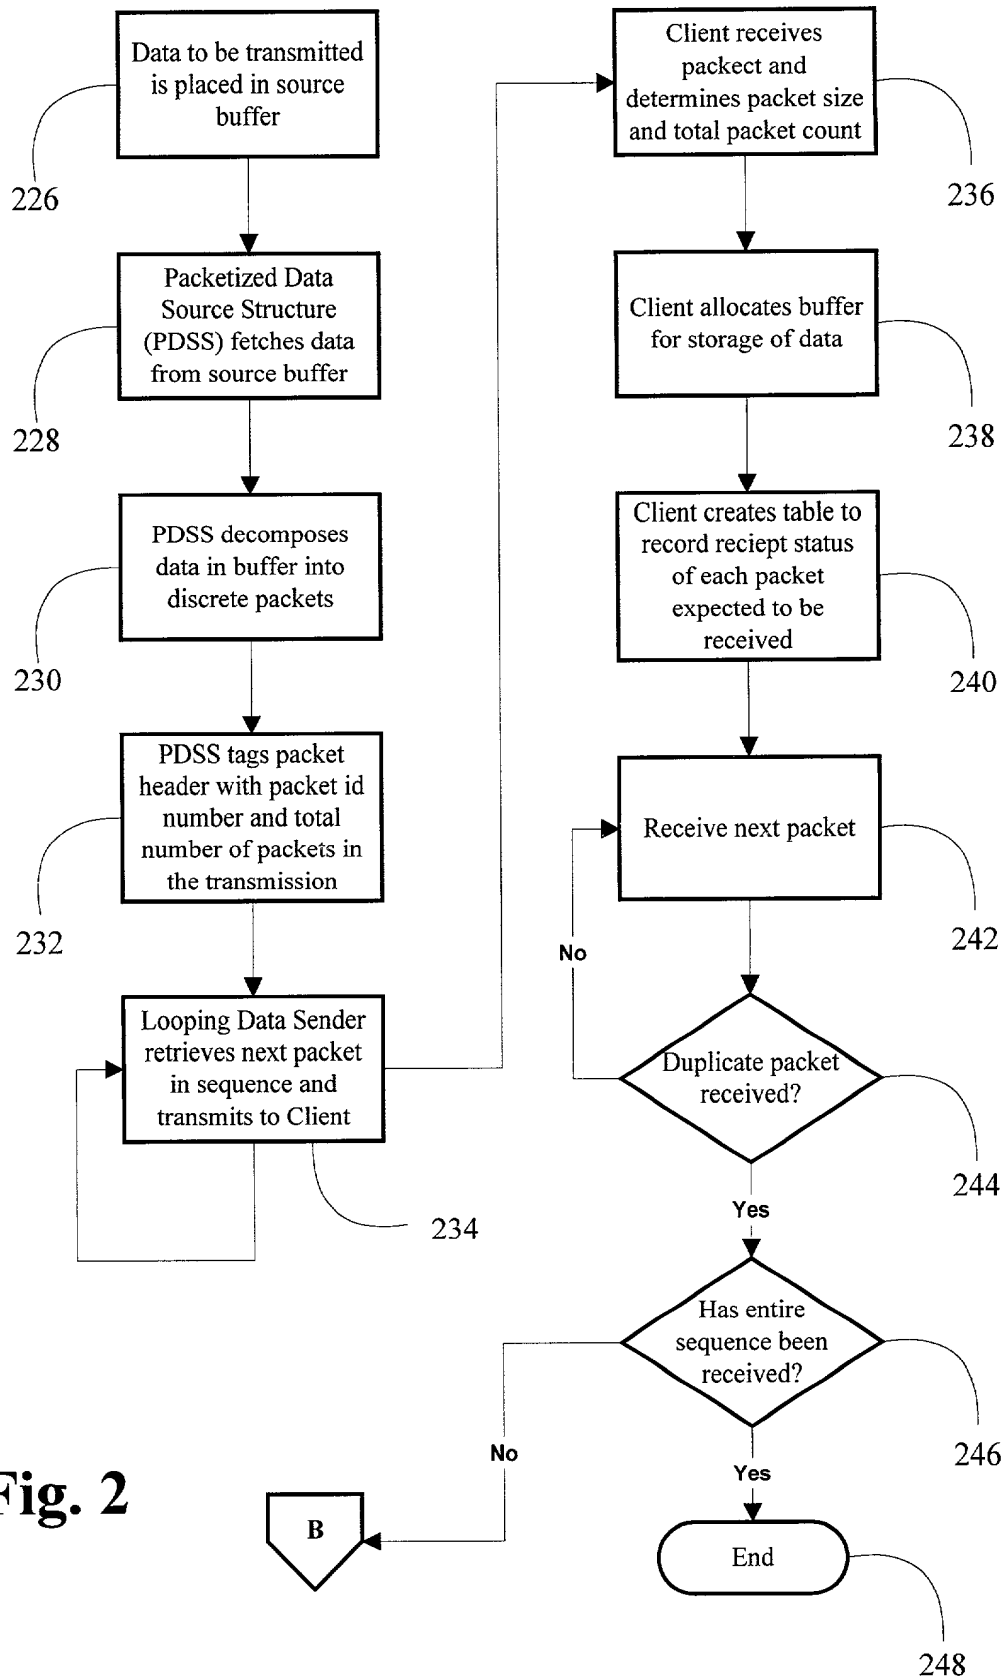 Data to be transmitted
is placed in source
buffer
226
Packetized Data
Source Structure
(PDSS) fetches data
from source buffer
228
PDSS decomposes
data in buffer into
discrete packets
230
PDSS tags packet
header with packet id
number and total
number of packets in
the transmission
232
Looping Data Sender
retrieves next packet
in sequence and
transmits to Client
234
Client receives
packect and
determines packet size
and total packet count
236
Client allocates buffer
for storage of data
238
Client creates table to
record reciept status
of each packet
expected to be
received
240
Receive next packet
242
No
Duplicate packet
received?
244
Yes
Has entire
sequence been
received?
246
No
Yes
B
End
248
Fig. 2